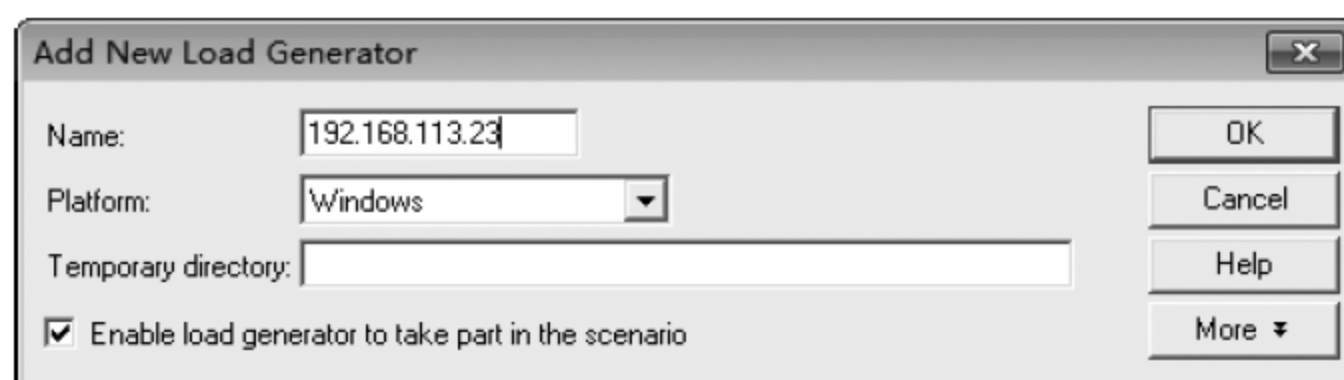 Add New Load Generator
Name: 192.168.113.23 OK
Platform: Windows Cancel
Temporary directory: Help
Enable load generator to take part in the scenario More